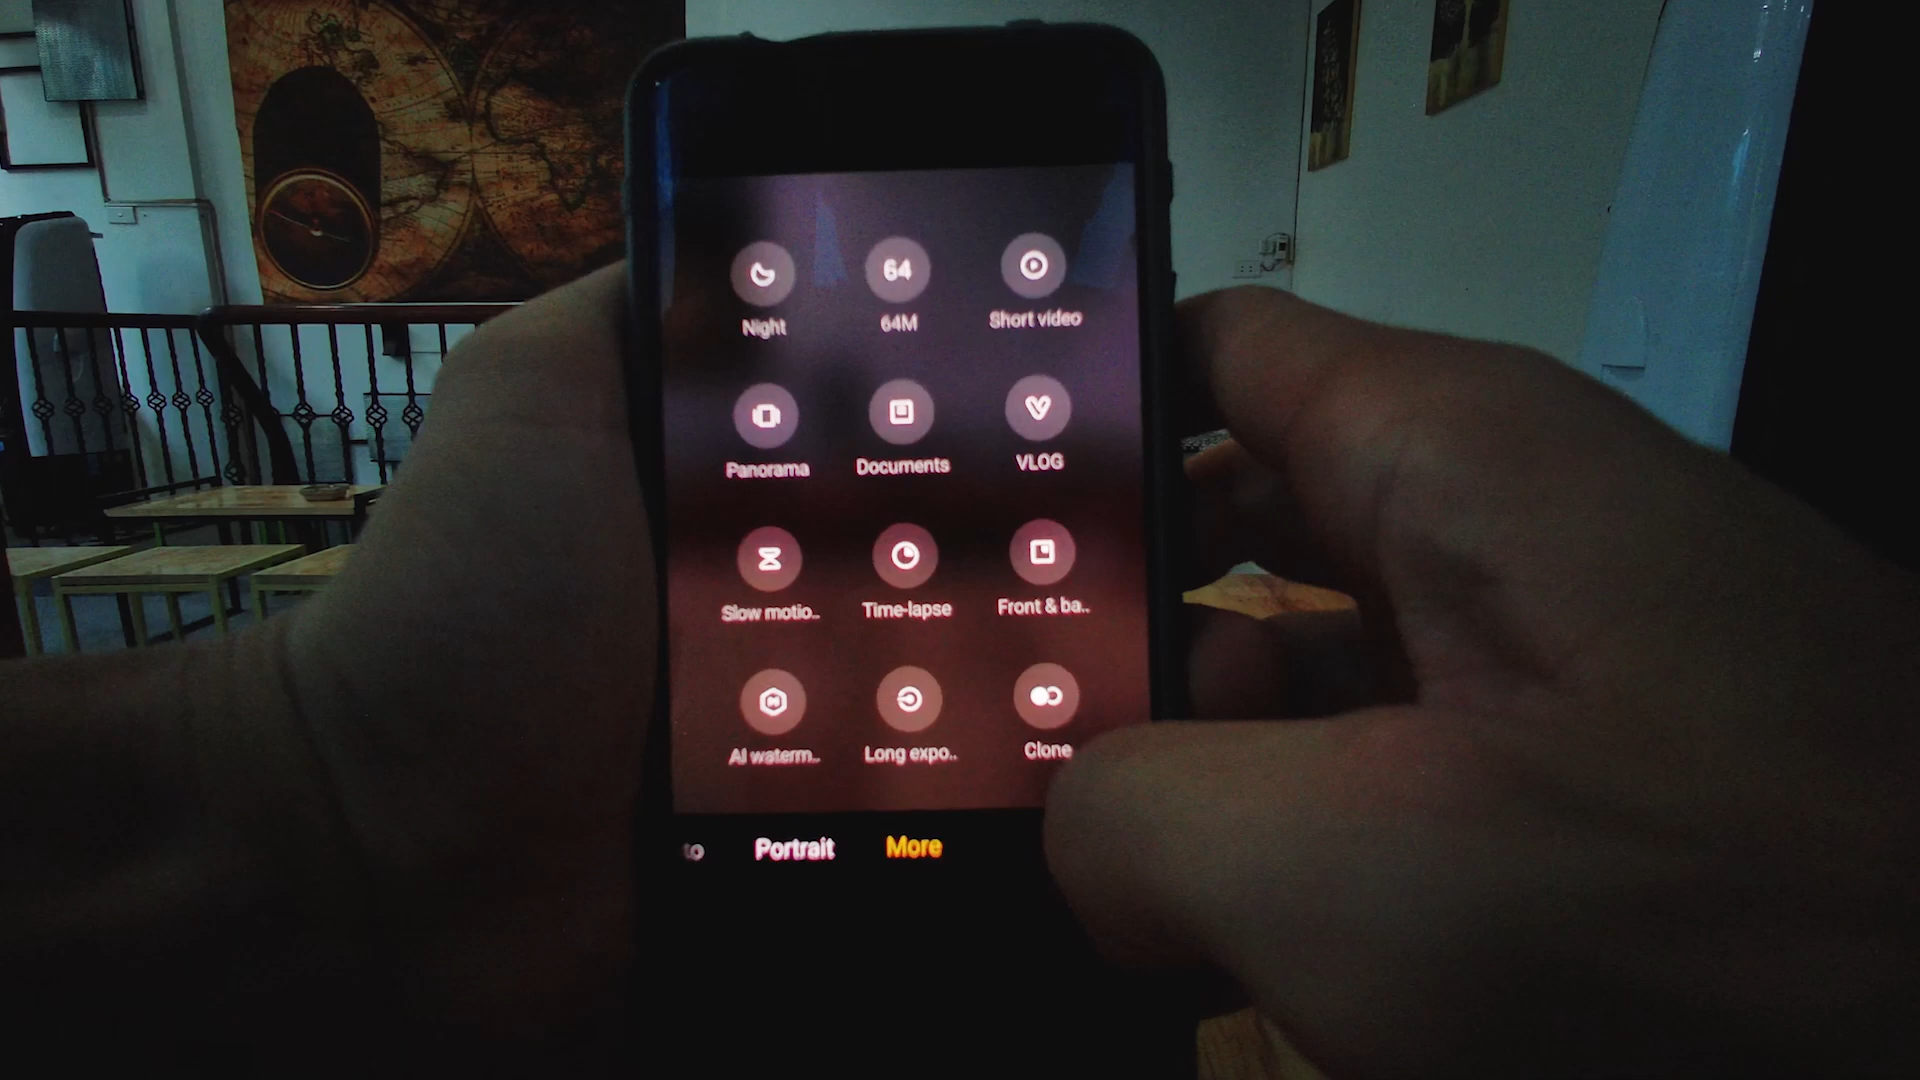 64
Night 64M Short video
Panorama Documents VLOG
Slow motio.. Time-lapse Front & ba..
AI waterm.. Long expo.. Clone
to Portrait More